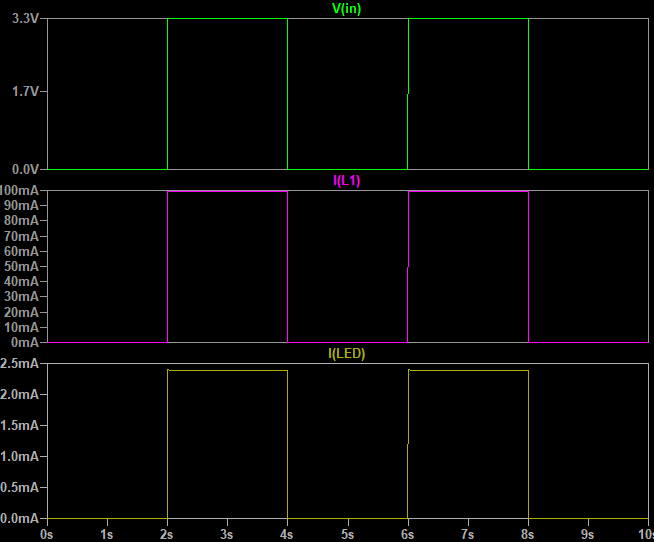 V(in)
3.3V
1.7V
0.0V
I(L1)
100mA
90mA
80mA
70mA
60mA
50mA
40mA
30mA
20mA
10mA
0mA
I(LED)
2.5mA
2.0mA
1.5mA
1.0mA
0.5mA
0.0mA
0s 1s 2s 3s 4s 5s 6s 7s 8s 9s 10s